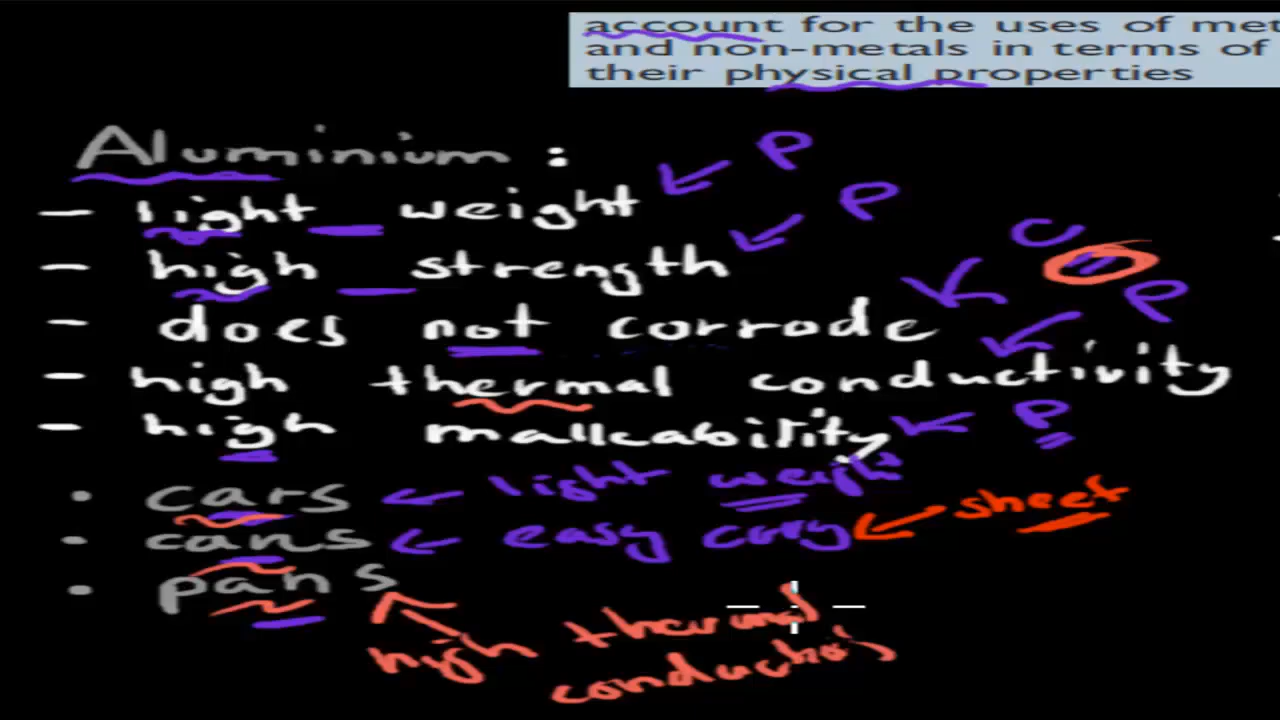 account for the uses of met
and non-metals in terms of
their physical properties
Aluminium :
P
- light weight
P
- high strength
C
- does not corrode
P
- high thermal conductivity
- high malleability
P
• cars ← light weight
• cans ← easy carry ← sheet
• pans
high thermal